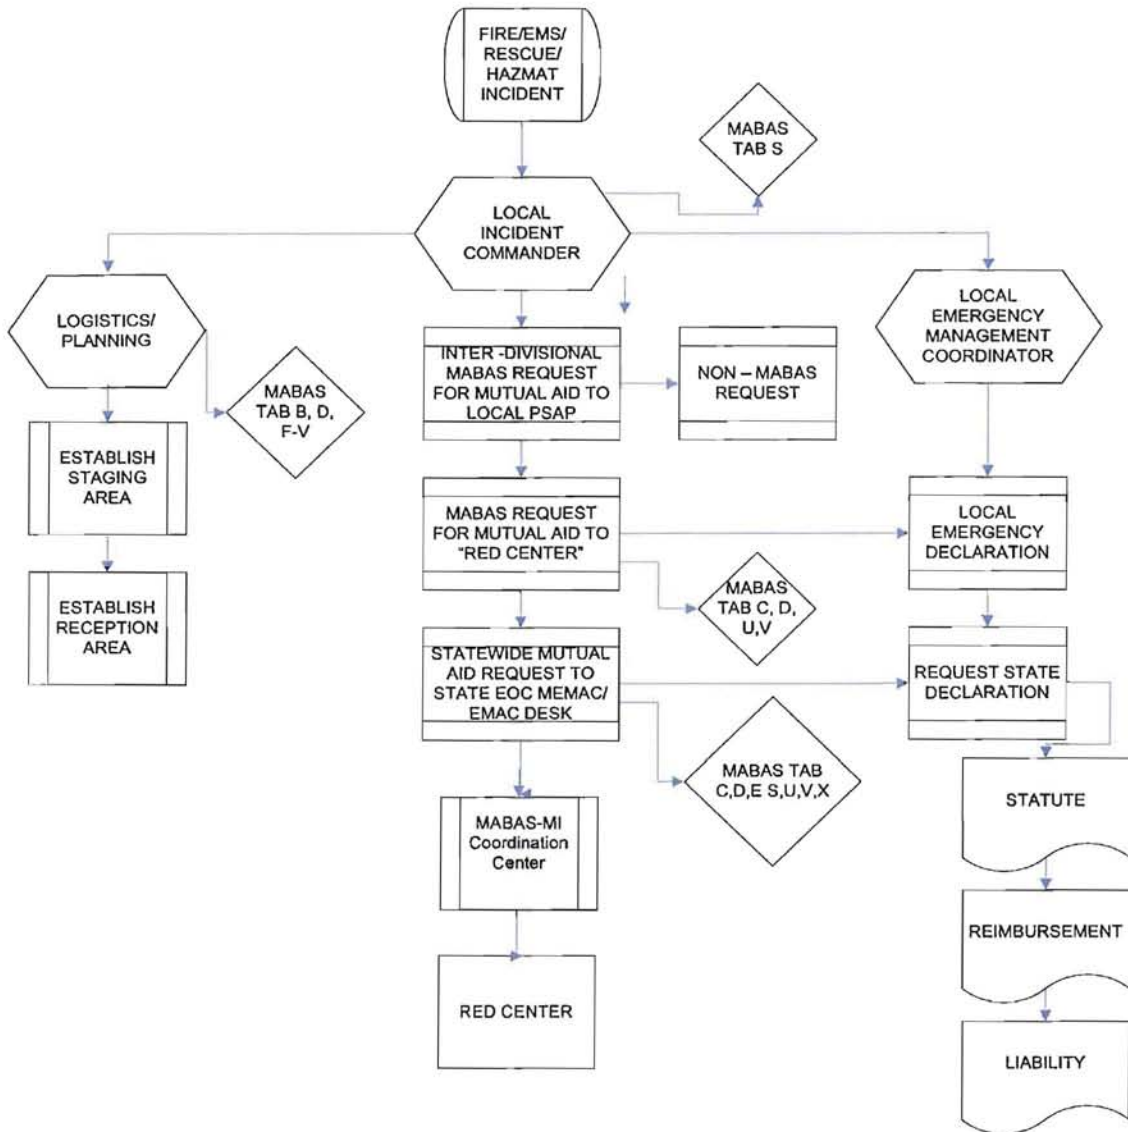 FIRE/EMS/
RESCUE/
HAZMAT
INCIDENT
MABAS
TAB S
LOCAL
INCIDENT
COMMANDER
LOGISTICS/
PLANNING
LOCAL
EMERGENCY
MANAGEMENT
COORDINATOR
INTER -DIVISIONAL
MABAS REQUEST
FOR MUTUAL AID TO
LOCAL PSAP
NON – MABAS
REQUEST
MABAS
TAB B, D,
F-V
ESTABLISH
STAGING
AREA
MABAS REQUEST
FOR MUTUAL AID TO
“RED CENTER”
LOCAL
EMERGENCY
DECLARATION
MABAS
TAB C, D,
U,V
ESTABLISH
RECEPTION
AREA
STATEWIDE MUTUAL
AID REQUEST TO
STATE EOC MEMAC/
EMAC DESK
REQUEST STATE
DECLARATION
MABAS TAB
C,D,E S,U,V,X
STATUTE
MABAS-MI
Coordination
Center
REIMBURSEMENT
RED CENTER
LIABILITY